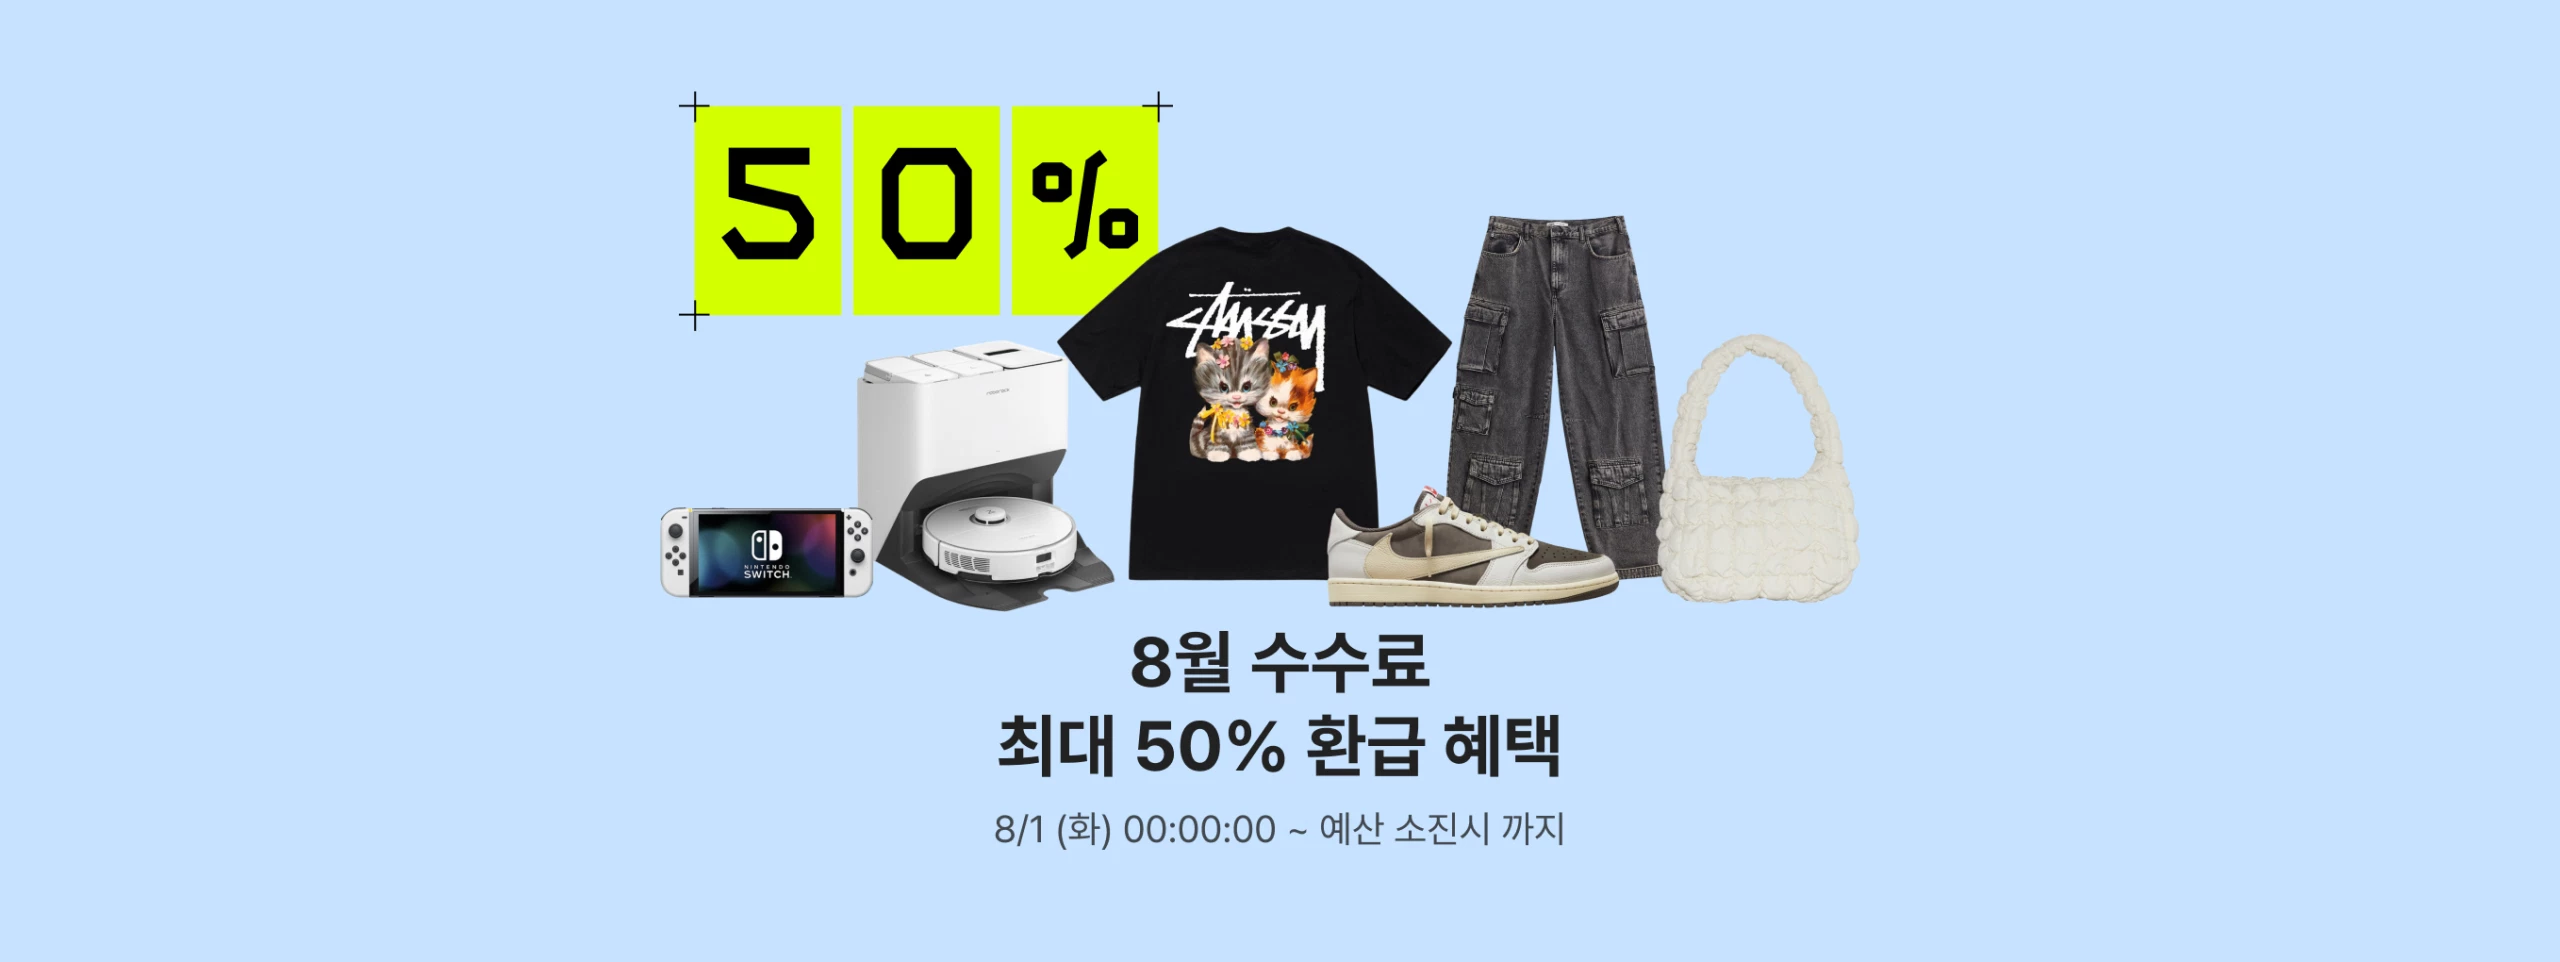 50%
STÜSSY
NINTENDO
SWITCH
8월 수수료
최대 50% 환급 혜택
8/1 (화) 00:00:00 ~ 예산 소진시 까지